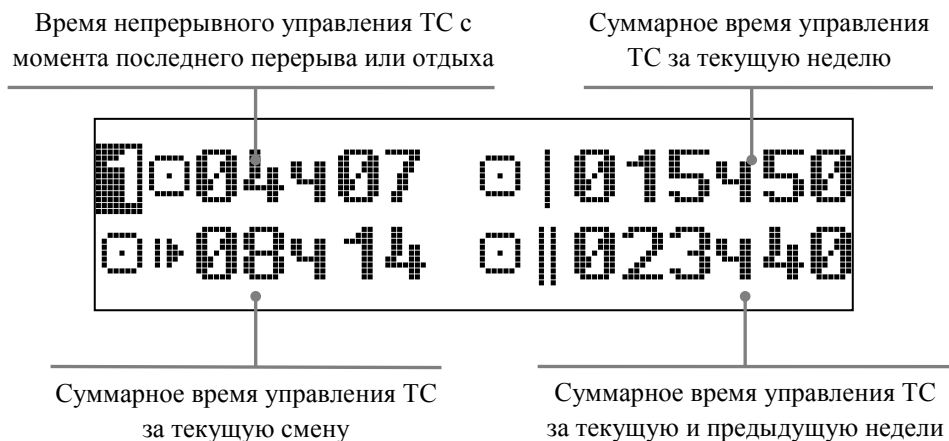 Время непрерывного управления ТС с
момента последнего перерыва или отдыха
Суммарное время управления
ТС за текущую неделю
1 04ч07 015ч50
08ч14 023ч40
Суммарное время управления ТС
за текущую смену
Суммарное время управления ТС
за текущую и предыдущую недели